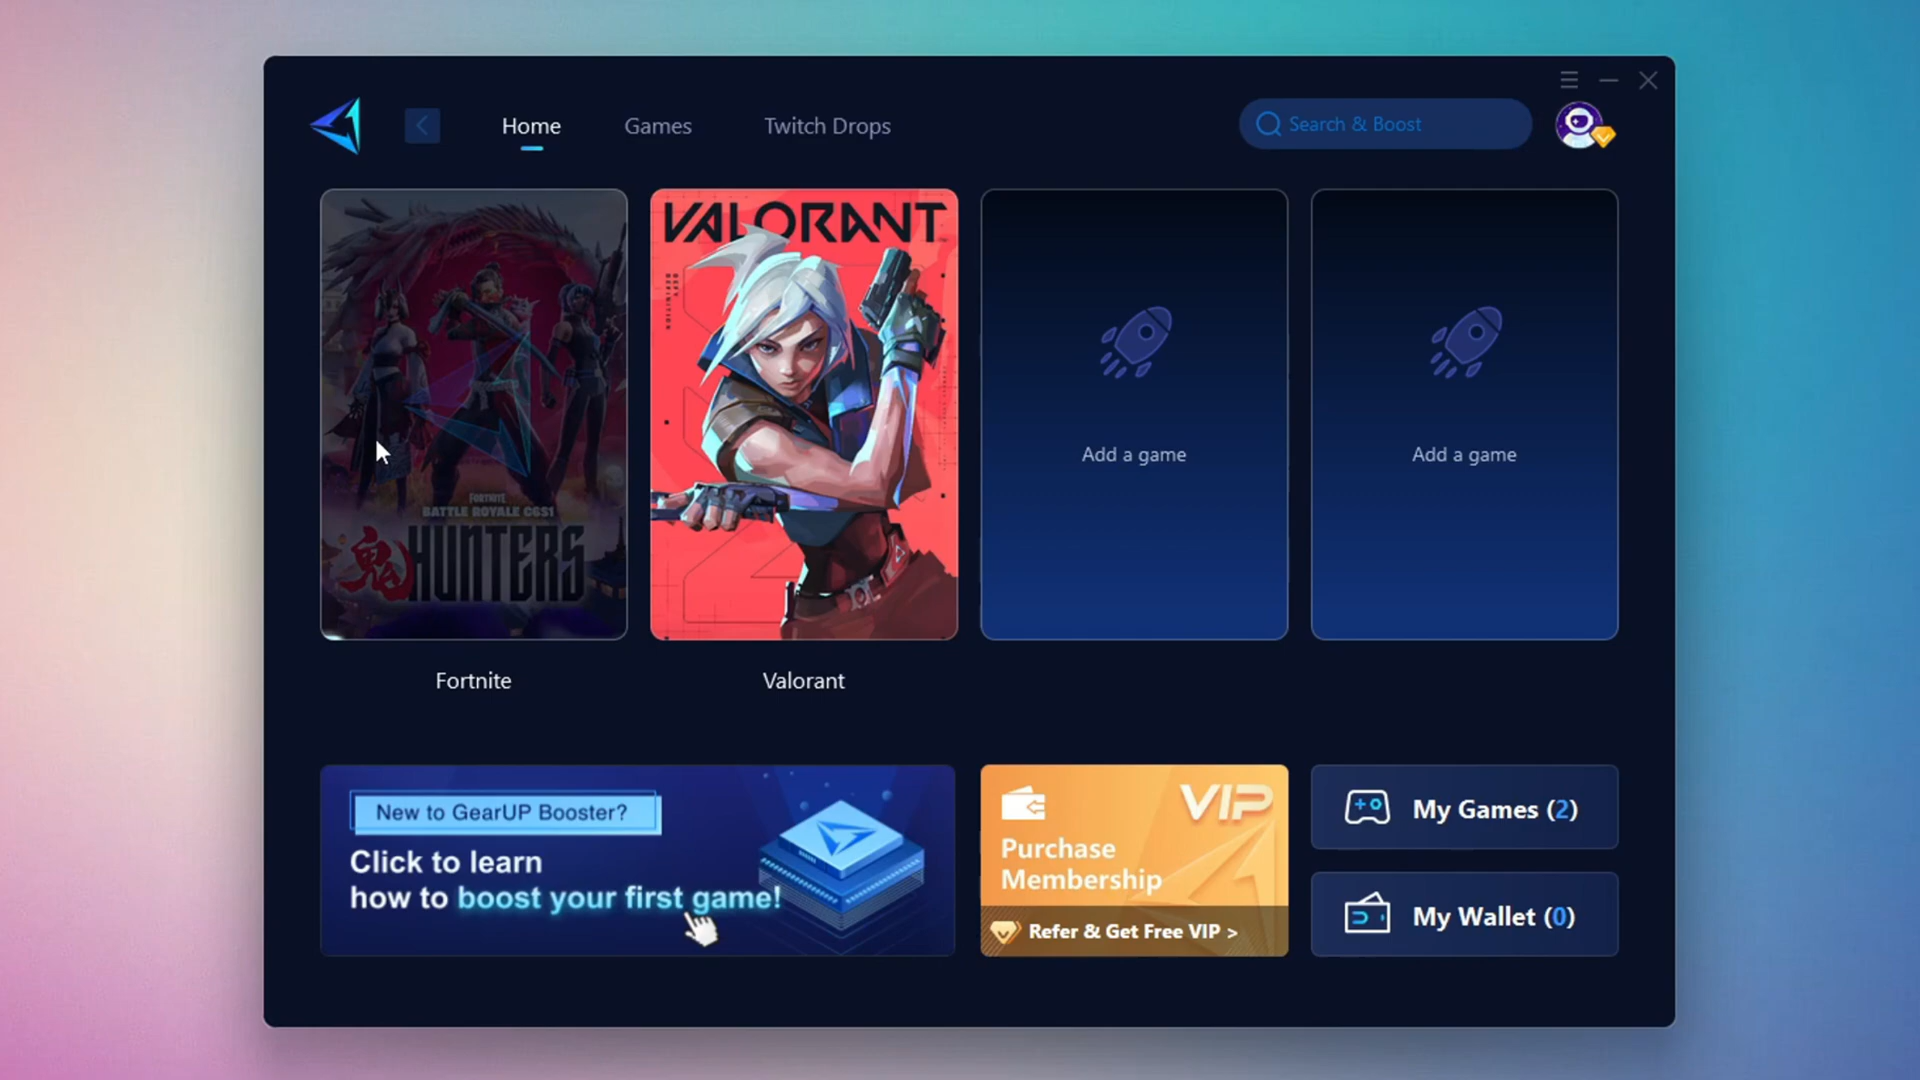 Home
Games
Twitch Drops
Search & Boost
FORTNITE
BATTLE ROYALE C6S1
鬼 HUNTERS
VALORANT
DEFY
Add a game
Add a game
Fortnite
Valorant
New to GearUP Booster?
Click to learn
how to boost your first game!
VIP
Purchase
Membership
Refer & Get Free VIP >
My Games (2)
My Wallet (0)